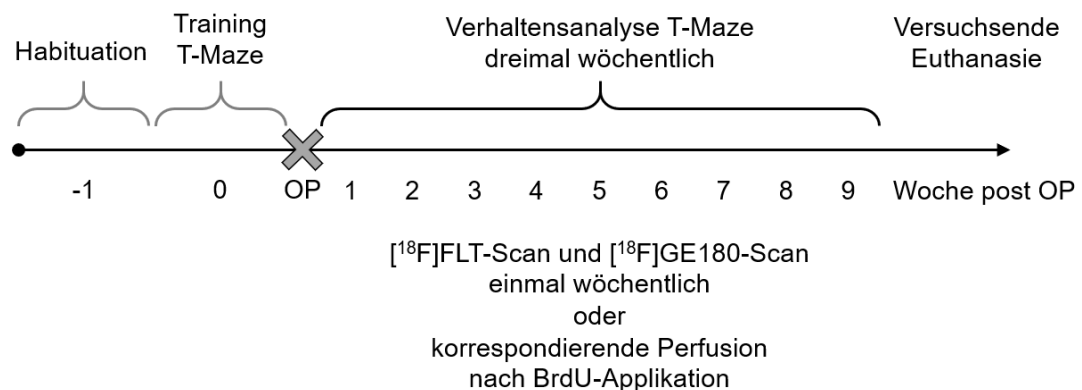 Habituation
Training
T-Maze
Verhaltensanalyse T-Maze
dreimal wöchentlich
Versuchsende
Euthanasie
-1 0 OP 1 2 3 4 5 6 7 8 9 Woche post OP
[¹⁸F]FLT-Scan und [¹⁸F]GE180-Scan
einmal wöchentlich
oder
korrespondierende Perfusion
nach BrdU-Applikation